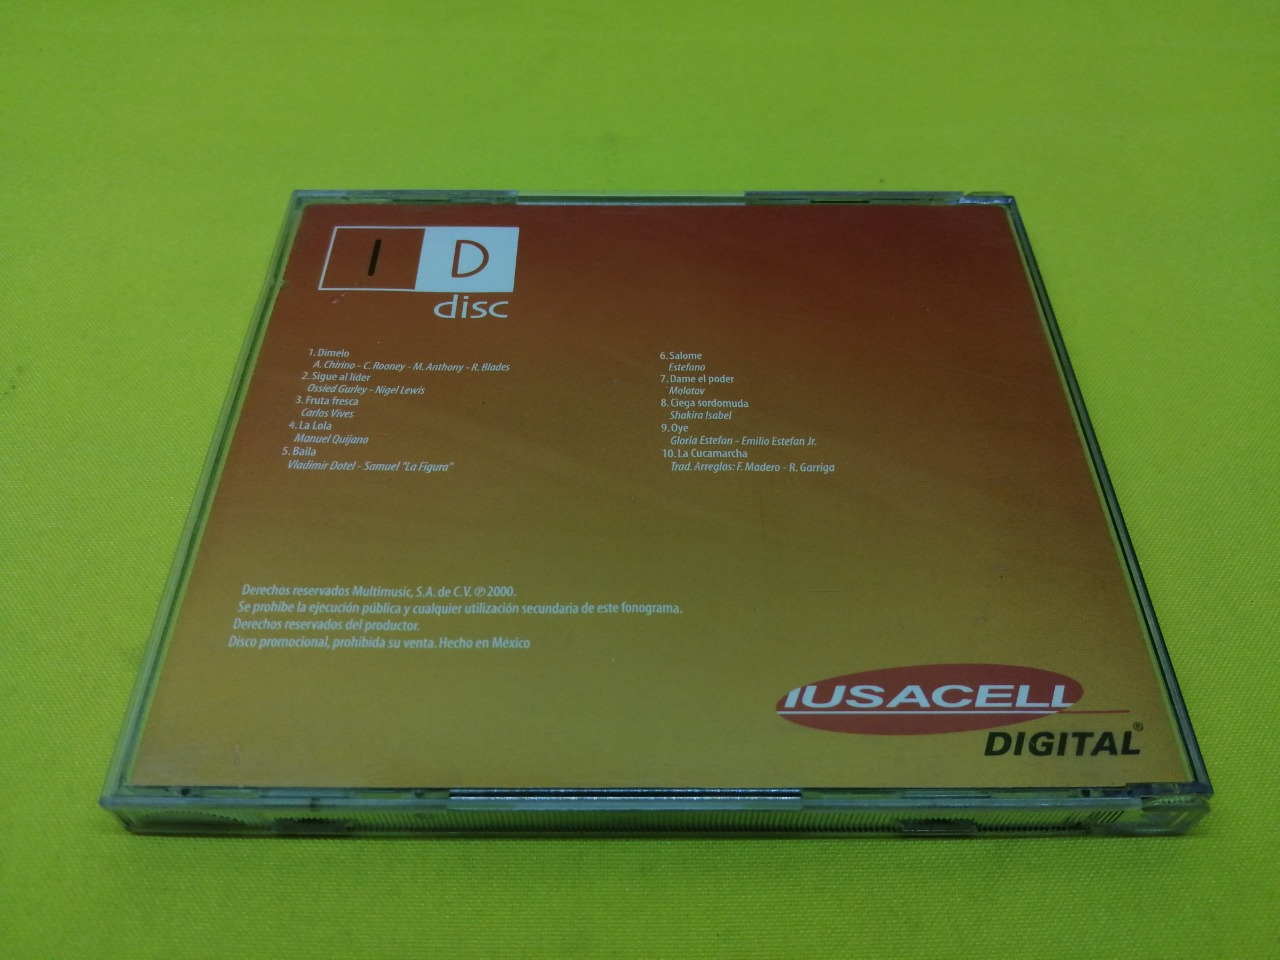 I D
disc
1. Dimelo
A. Chirino - C. Rooney - M. Anthony - R. Blades
2. Sigue al líder
Ossied Gurley - Nigel Lewis
3. Fruta fresca
Carlos Vives
4. La Lola
Manuel Quijano
5. Baila
Vladimir Dotel - Samuel "La Figura"
6. Salome
Estefano
7. Dame el poder
Molotov
8. Ciega sordomuda
Shakira Isabel
9. Oye
Gloria Estefan - Emilio Estefan Jr.
10. La Cucamarcha
Trad. Arreglos: F. Madero - R. Garriga
Derechos reservados Multimusic, S.A. de C.V. ℗ 2000.
Se prohíbe la ejecución pública y cualquier utilización secundaria de este fonograma.
Derechos reservados del productor.
Disco promocional, prohibida su venta. Hecho en México
IUSACELL
DIGITAL®